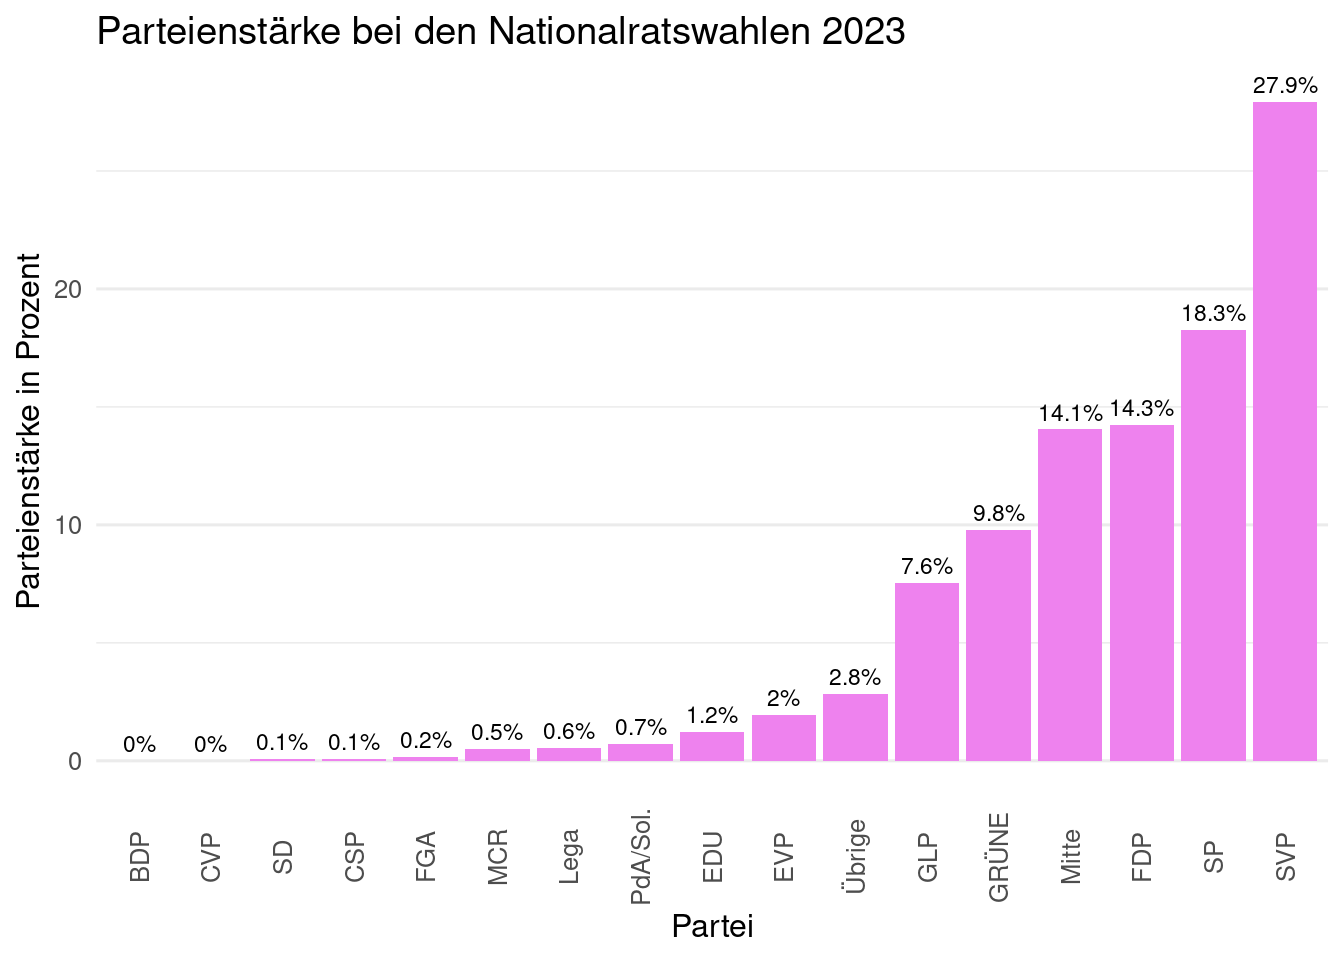 Parteienstärke bei den Nationalratswahlen 2023
Parteienstärke in Prozent
20
10
0
0%
0%
0.1%
0.1%
0.2%
0.5%
0.6%
0.7%
1.2%
2%
2.8%
7.6%
9.8%
14.1%
14.3%
18.3%
27.9%
BDP
CVP
SD
CSP
FGA
MCR
Lega
PdA/Sol.
EDU
EVP
Übrige
GLP
GRÜNE
Mitte
FDP
SP
SVP
Partei